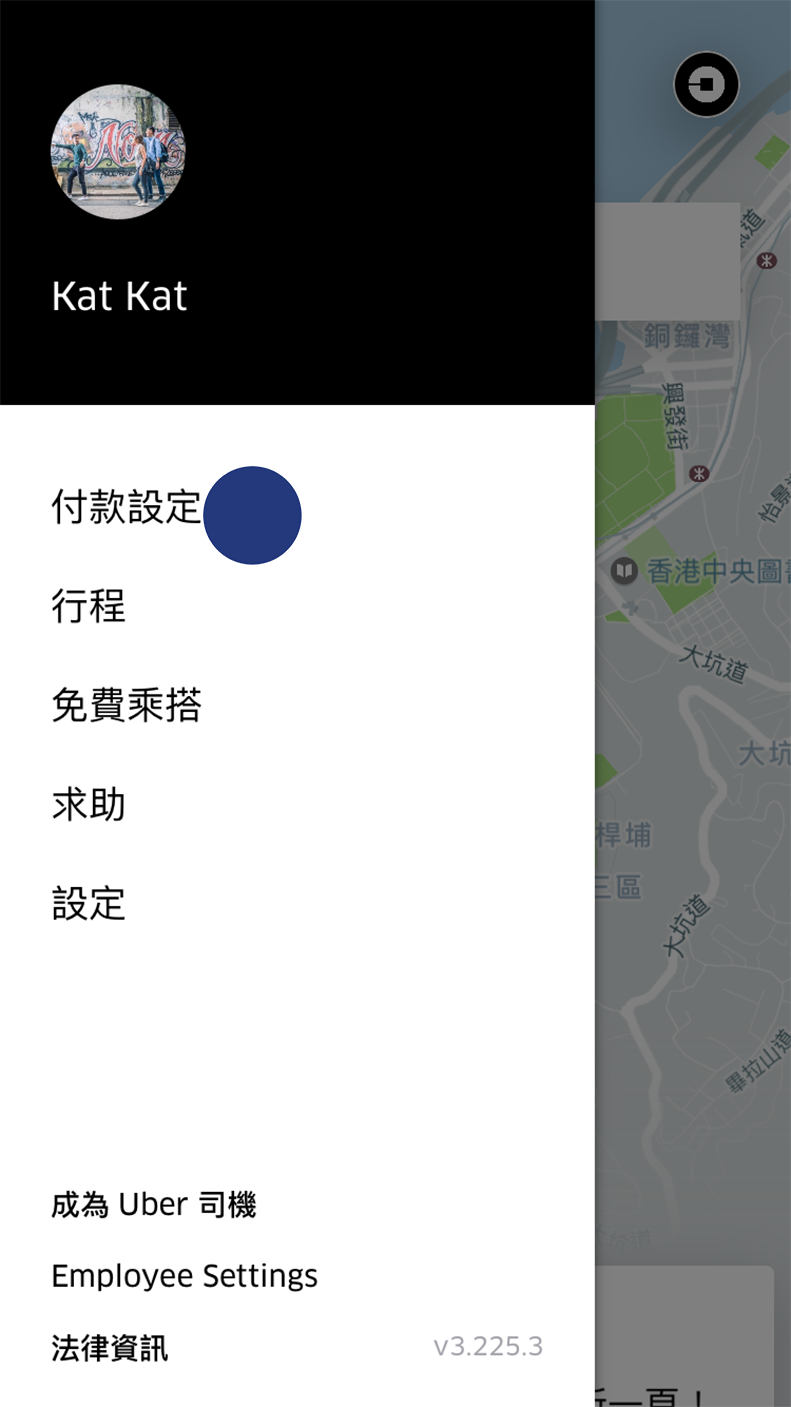 Kat Kat
付款設定
行程
免費乘搭
求助
設定
成為 Uber 司機
Employee Settings
法律資訊
v3.225.3
銅鑼灣
興發街
香港中央圖
大坑道
大坑
桿埔
三區
大坑道
畢拉山道
一頁！